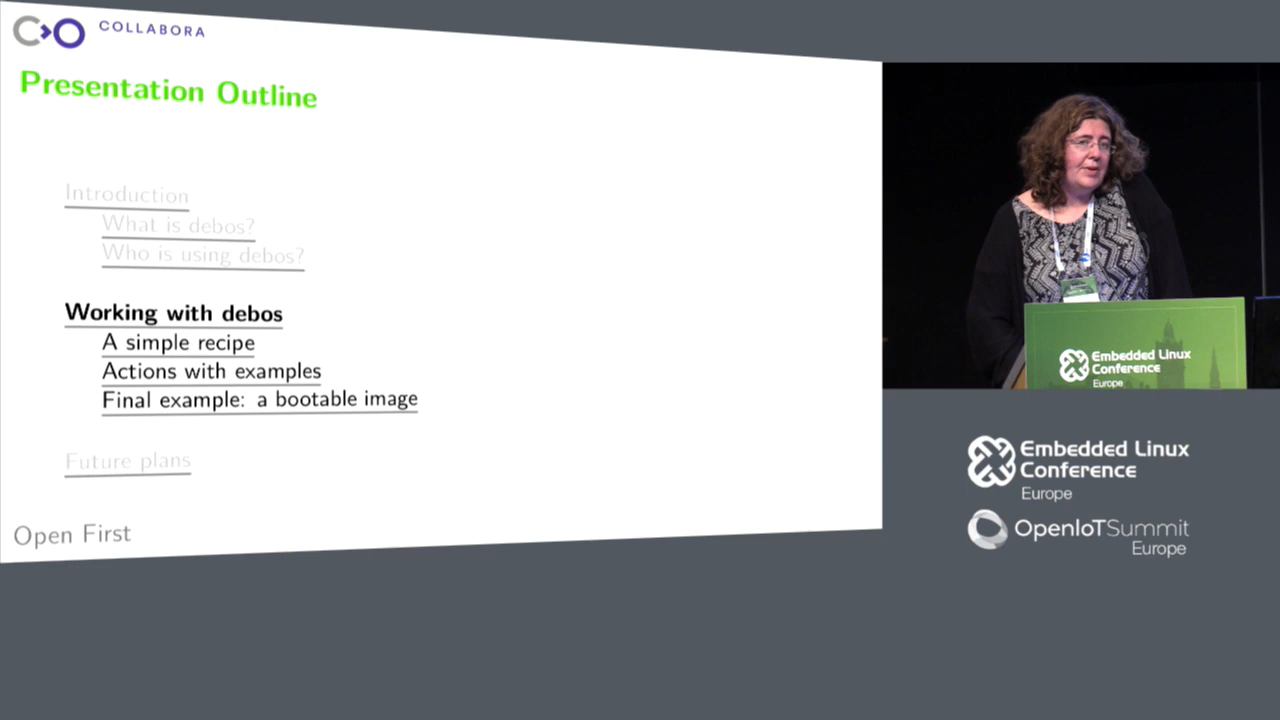 COLLABORA
Presentation Outline
Introduction
What is debos?
Who is using debos?
Working with debos
A simple recipe
Actions with examples
Final example: a bootable image
Future plans
Open First
Embedded Linux
Conference
Europe
Embedded Linux
Conference
Europe
OpenIoTSummit
Europe